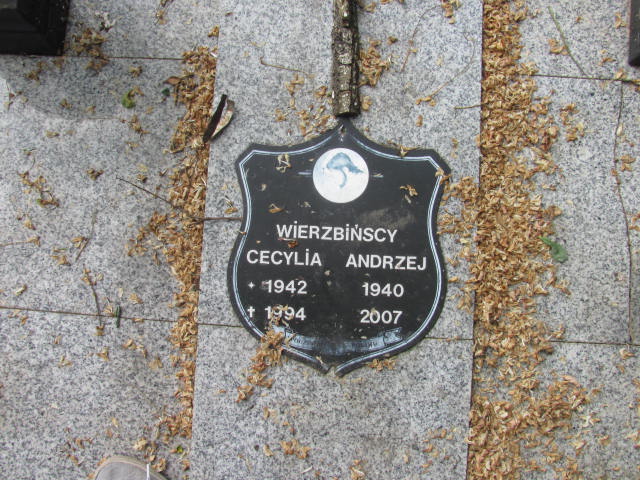 WIERZBIŃSCY
CECYLIA ANDRZEJ
* 1942 1940
† 1994 2007